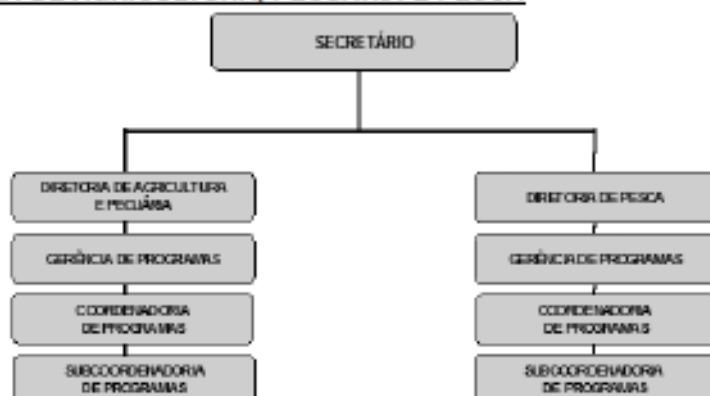 SECRETÁRIO
DIRETORIA DE AGRICULTURA
E PECUÁRIA
DIRETORIA DE PESCA
GERÊNCIA DE PROGRAMAS
GERÊNCIA DE PROGRAMAS
COORDENADORIA
DE PROGRAMAS
COORDENADORIA
DE PROGRAMAS
SUBCOORDENADORIA
DE PROGRAMAS
SUBCOORDENADORIA
DE PROGRAMAS